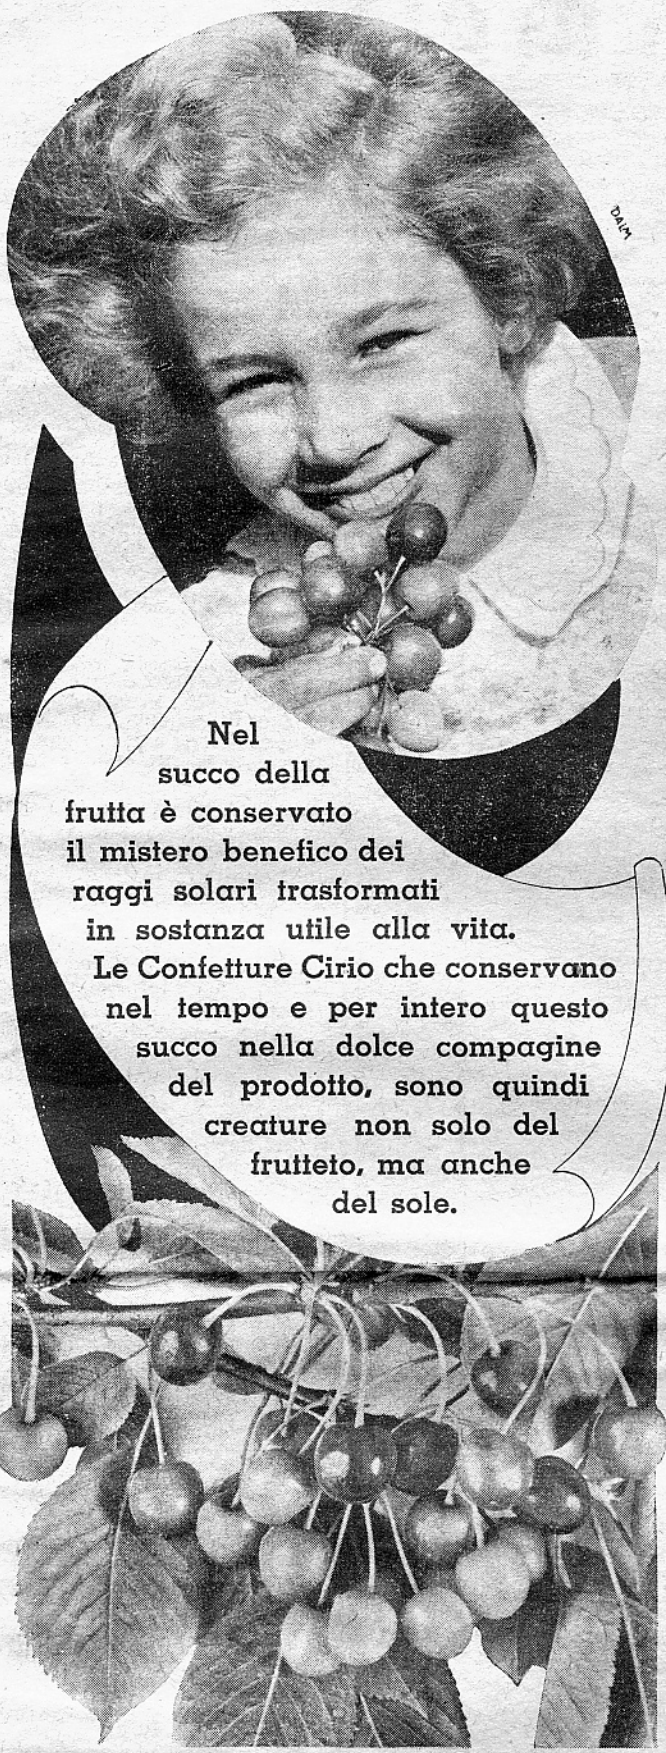 DALM
Nel
succo della
frutta è conservato
il mistero benefico dei
raggi solari trasformati
in sostanza utile alla vita.
Le Confetture Cirio che conservano
nel tempo e per intero questo
succo nella dolce compagine
del prodotto, sono quindi
creature non solo del
frutteto, ma anche
del sole.